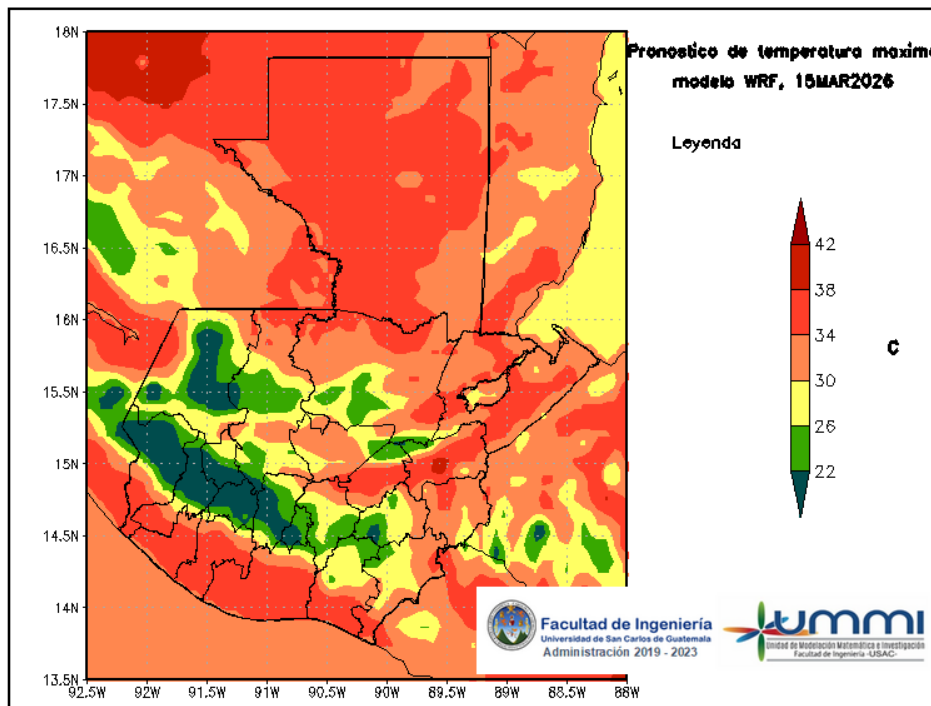 Pronostico de temperatura maxima
modelo WRF, 15MAR2026
Leyenda
18N
17.5N
17N
16.5N
16N
15.5N
15N
14.5N
14N
13.5N
92.5W
92W
91.5W
91W
90.5W
90W
89.5W
89W
88.5W
88W
42
38
34
30
26
22
C
Facultad de Ingeniería
Universidad de San Carlos de Guatemala
Administración 2019 - 2023
UMMI
Unidad de Modelación Matemática e Investigación
Facultad de Ingeniería -USAC-